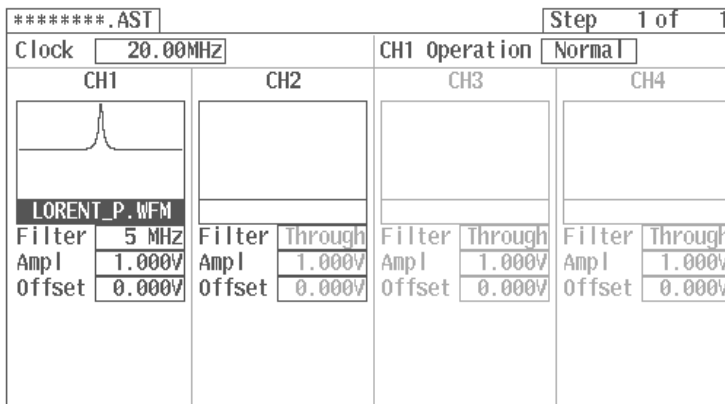 ********.AST Step 1 of 1
Clock 20.00MHz CH1 Operation Normal
CH1 CH2 CH3 CH4
LORENT_P.WFM
Filter 5 MHz Filter Through Filter Through Filter Through
Ampl 1.000V Ampl 1.000V Ampl 1.000V Ampl 1.000V
Offset 0.000V Offset 0.000V Offset 0.000V Offset 0.000V